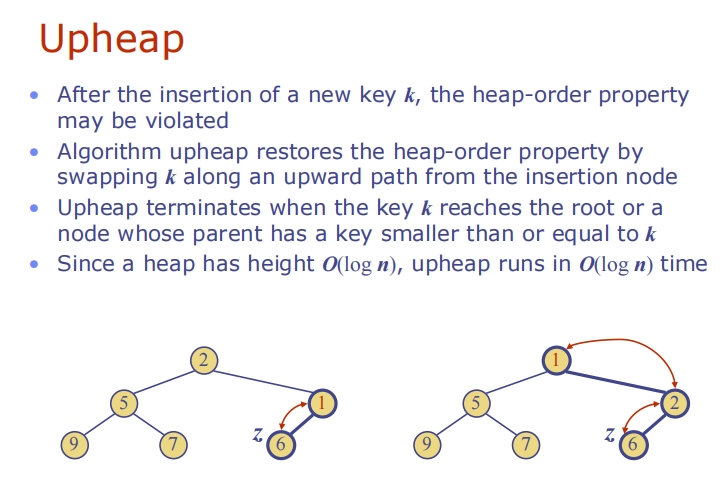 Upheap
• After the insertion of a new key k, the heap-order property
may be violated
• Algorithm upheap restores the heap-order property by
swapping k along an upward path from the insertion node
• Upheap terminates when the key k reaches the root or a
node whose parent has a key smaller than or equal to k
• Since a heap has height O(log n), upheap runs in O(log n) time
2
5
1
9
7
z
6
1
5
2
9
7
z
6